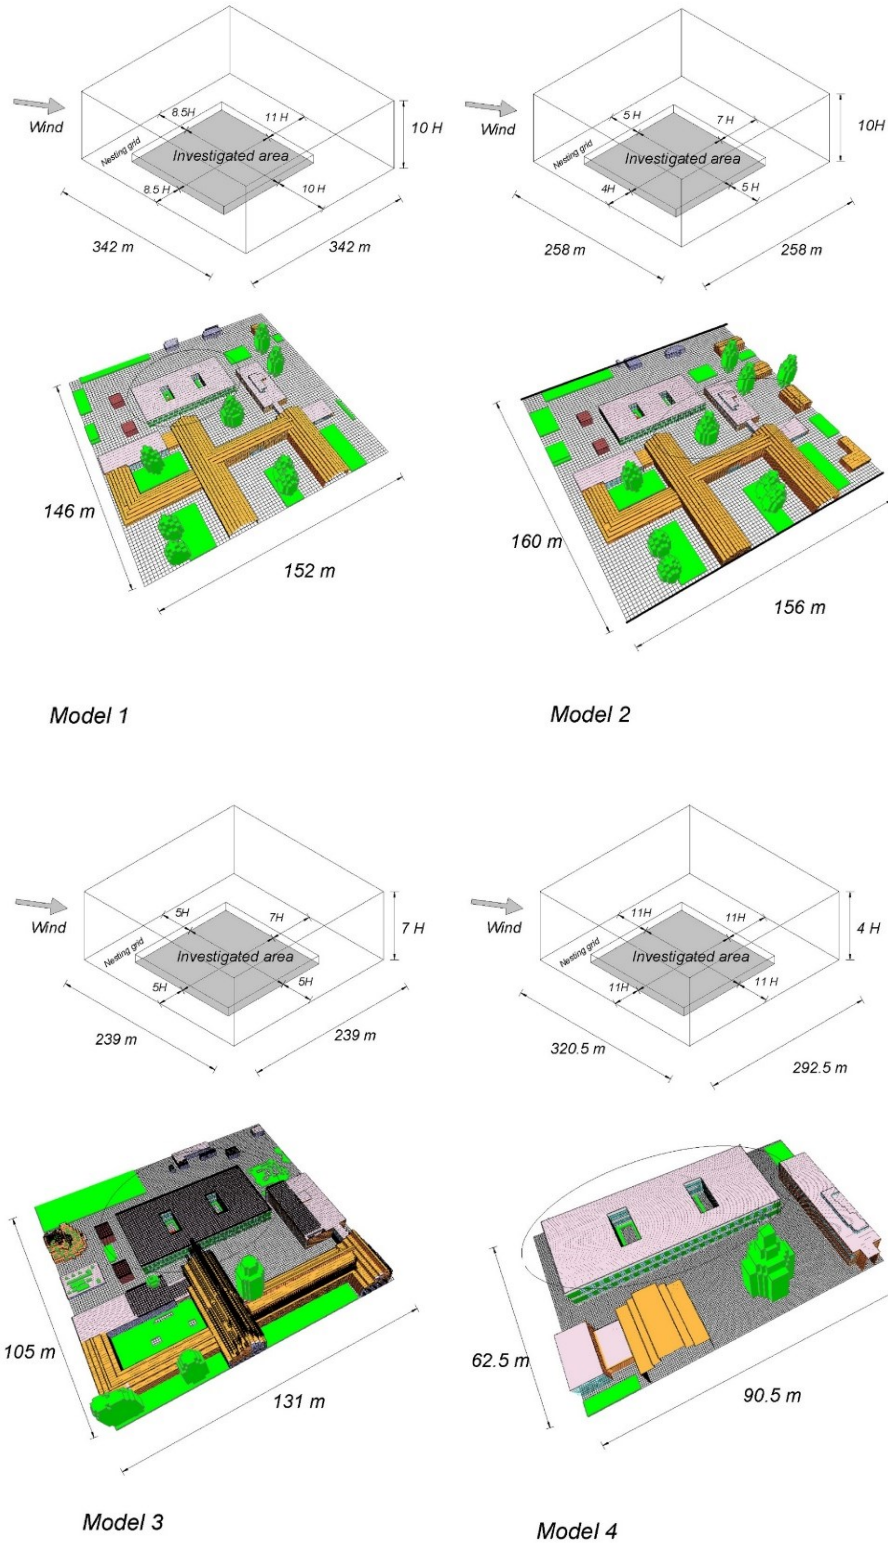 8.5H
11 H
10 H
Wind
Nesting grid
Investigated area
8.5 H
10 H
342 m
342 m
5 H
7 H
10H
Wind
Nesting grid
Investigated area
4H
5 H
258 m
258 m
146 m
152 m
160 m
156 m
Model 1
Model 2
5H
7H
7 H
Wind
Nesting grid
Investigated area
5H
5H
239 m
239 m
11H
11H
4 H
Wind
Nesting grid
Investigated area
11H
11 H
320.5 m
292.5 m
105 m
131 m
62.5 m
90.5 m
Model 3
Model 4